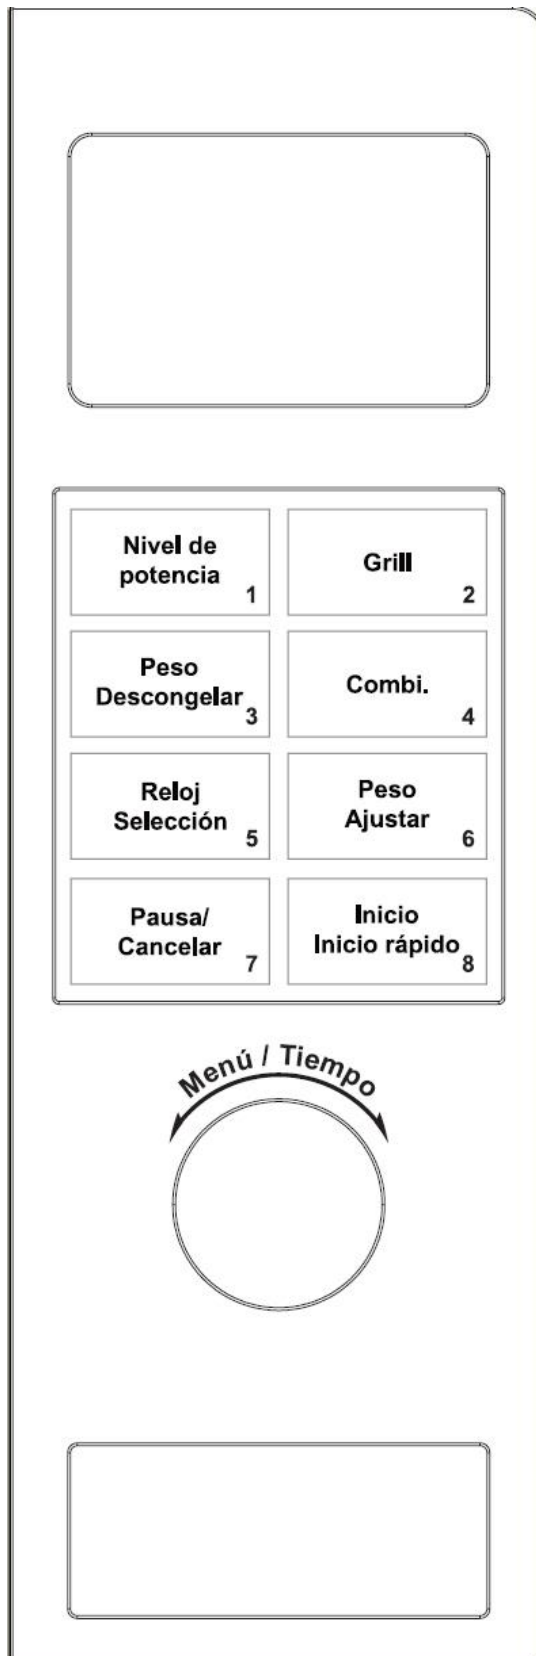 Nivel de
potencia
1
Grill
2
Peso
Descongelar
3
Combi.
4
Reloj
Selección
5
Peso
Ajustar
6
Pausa/
Cancelar
7
Inicio
Inicio rápido
8
Menú / Tiempo